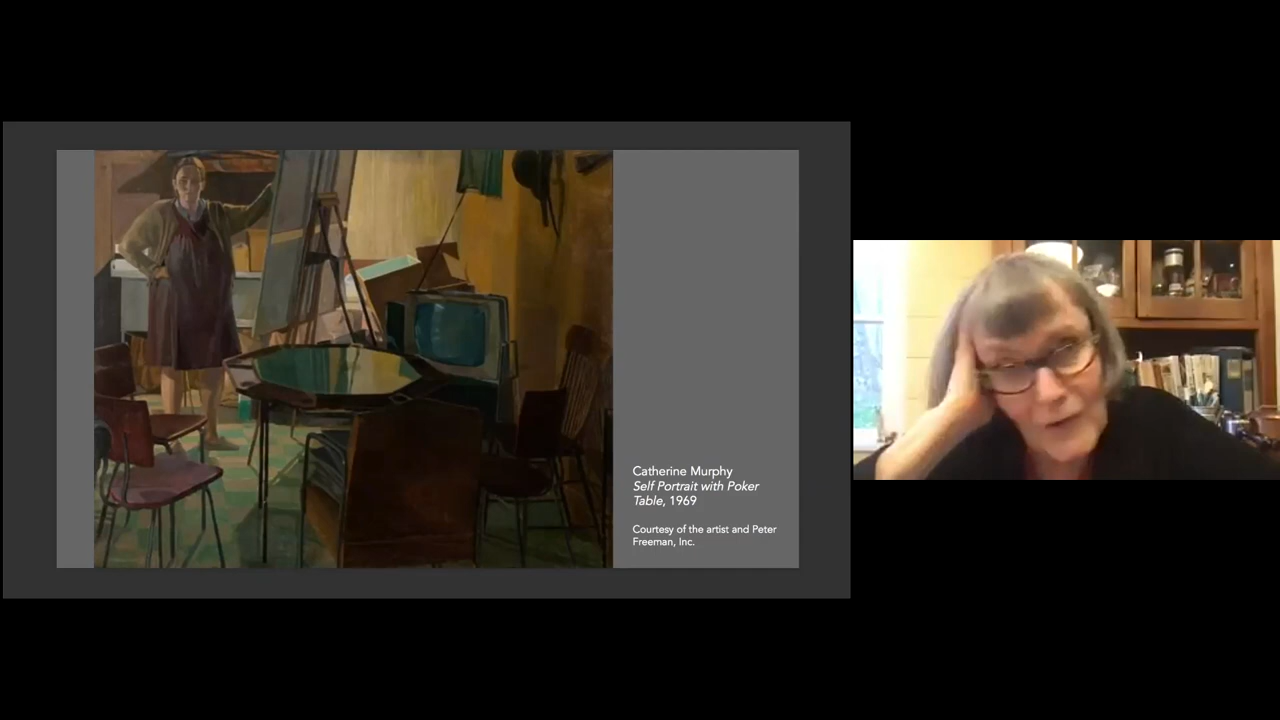 Catherine Murphy
Self Portrait with Poker
Table, 1969
Courtesy of the artist and Peter
Freeman, Inc.